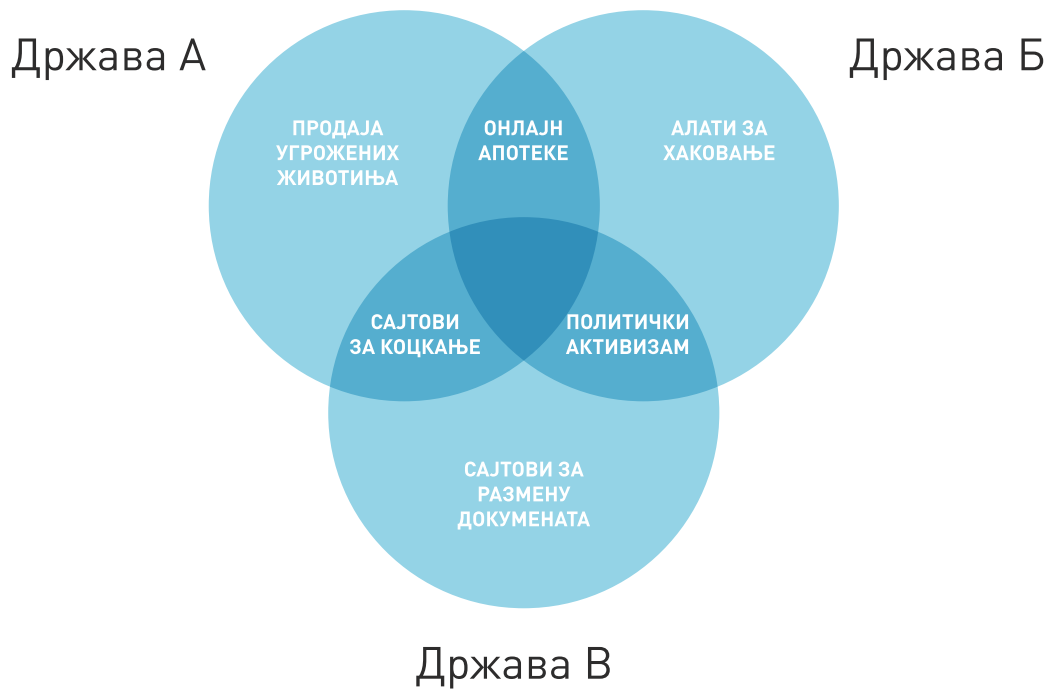 Држава А
Држава Б
ПРОДАЈА
УГРОЖЕНИХ
ЖИВОТИЊА
ОНЛАЈН
АПОТЕКЕ
АЛАТИ ЗА
ХАКОВАЊЕ
САЈТОВИ
ЗА КОЦКАЊЕ
ПОЛИТИЧКИ
АКТИВИЗАМ
САЈТОВИ ЗА
РАЗМЕНУ
ДОКУМЕНАТА
Држава В